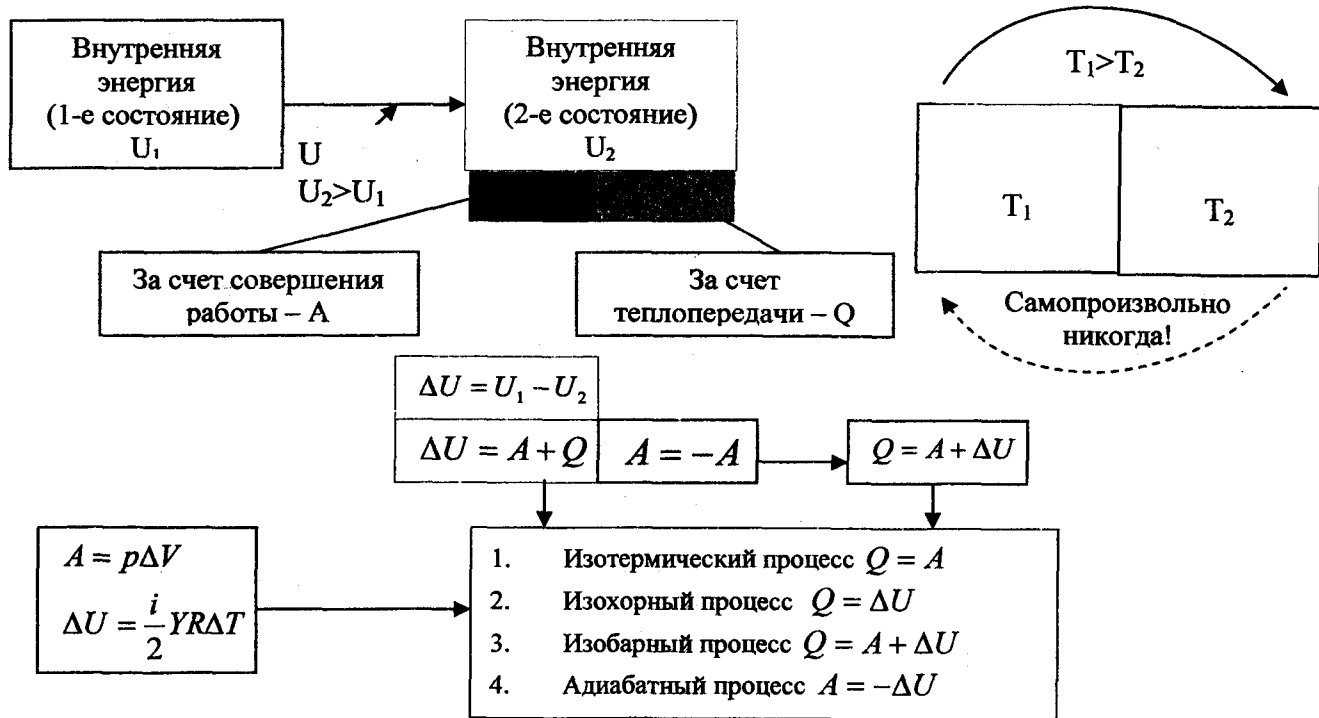 Внутренняя
энергия
(1-е состояние)
U₁
U
U₂>U₁
Внутренняя
энергия
(2-е состояние)
U₂
T₁>T₂
T₁
T₂
За счет совершения
работы – A
За счет
теплопередачи – Q
Самопроизвольно
никогда!
ΔU = U₁ − U₂
ΔU = A + Q
A = −A
Q = A + ΔU
A = pΔV
ΔU = i/2 YRΔT
1. Изотермический процесс Q = A
2. Изохорный процесс Q = ΔU
3. Изобарный процесс Q = A + ΔU
4. Адиабатный процесс A = −ΔU